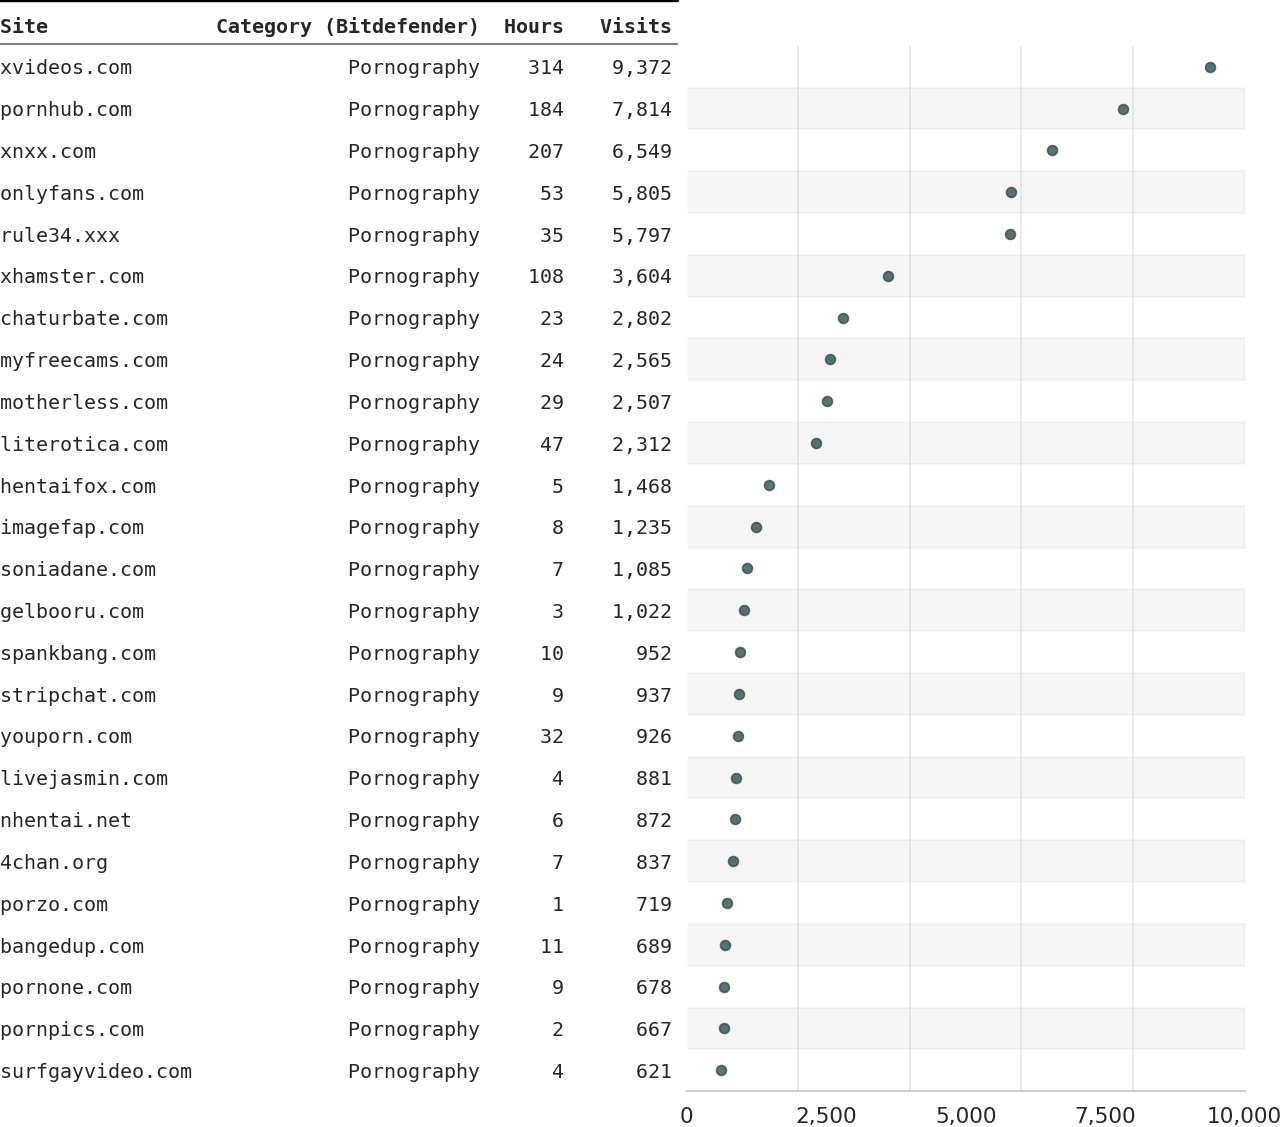 Site Category (Bitdefender) Hours Visits
xvideos.com Pornography 314 9,372
pornhub.com Pornography 184 7,814
xnxx.com Pornography 207 6,549
onlyfans.com Pornography 53 5,805
rule34.xxx Pornography 35 5,797
xhamster.com Pornography 108 3,604
chaturbate.com Pornography 23 2,802
myfreecams.com Pornography 24 2,565
motherless.com Pornography 29 2,507
literotica.com Pornography 47 2,312
hentaifox.com Pornography 5 1,468
imagefap.com Pornography 8 1,235
soniadane.com Pornography 7 1,085
gelbooru.com Pornography 3 1,022
spankbang.com Pornography 10 952
stripchat.com Pornography 9 937
youporn.com Pornography 32 926
livejasmin.com Pornography 4 881
nhentai.net Pornography 6 872
4chan.org Pornography 7 837
porzo.com Pornography 1 719
bangedup.com Pornography 11 689
pornone.com Pornography 9 678
pornpics.com Pornography 2 667
surfgayvideo.com Pornography 4 621
0 2,500 5,000 7,500 10,000